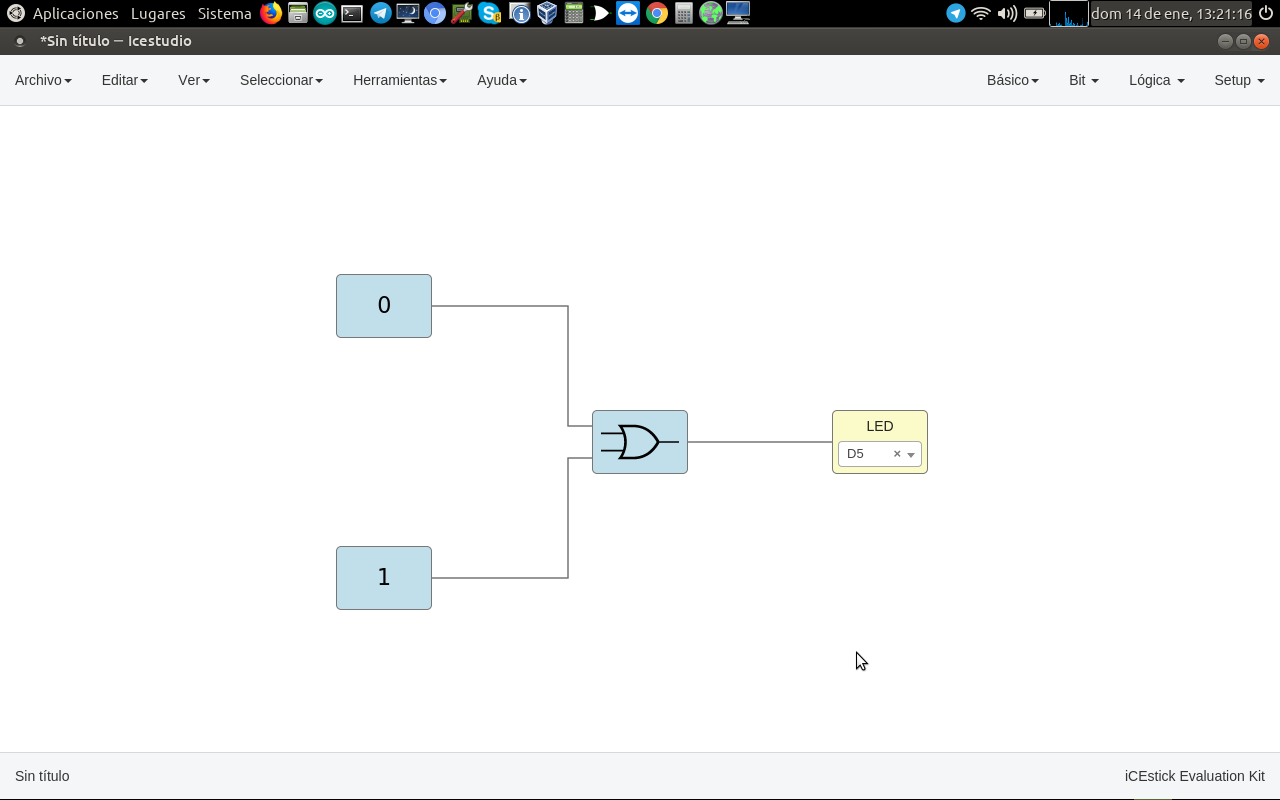 Aplicaciones Lugares Sistema dom 14 de ene, 13:21:16
*Sin título — Icestudio
Archivo Editar Ver Seleccionar Herramientas Ayuda Básico Bit Lógica Setup
0
LED
D5 ×
1
Sin título iCEstick Evaluation Kit